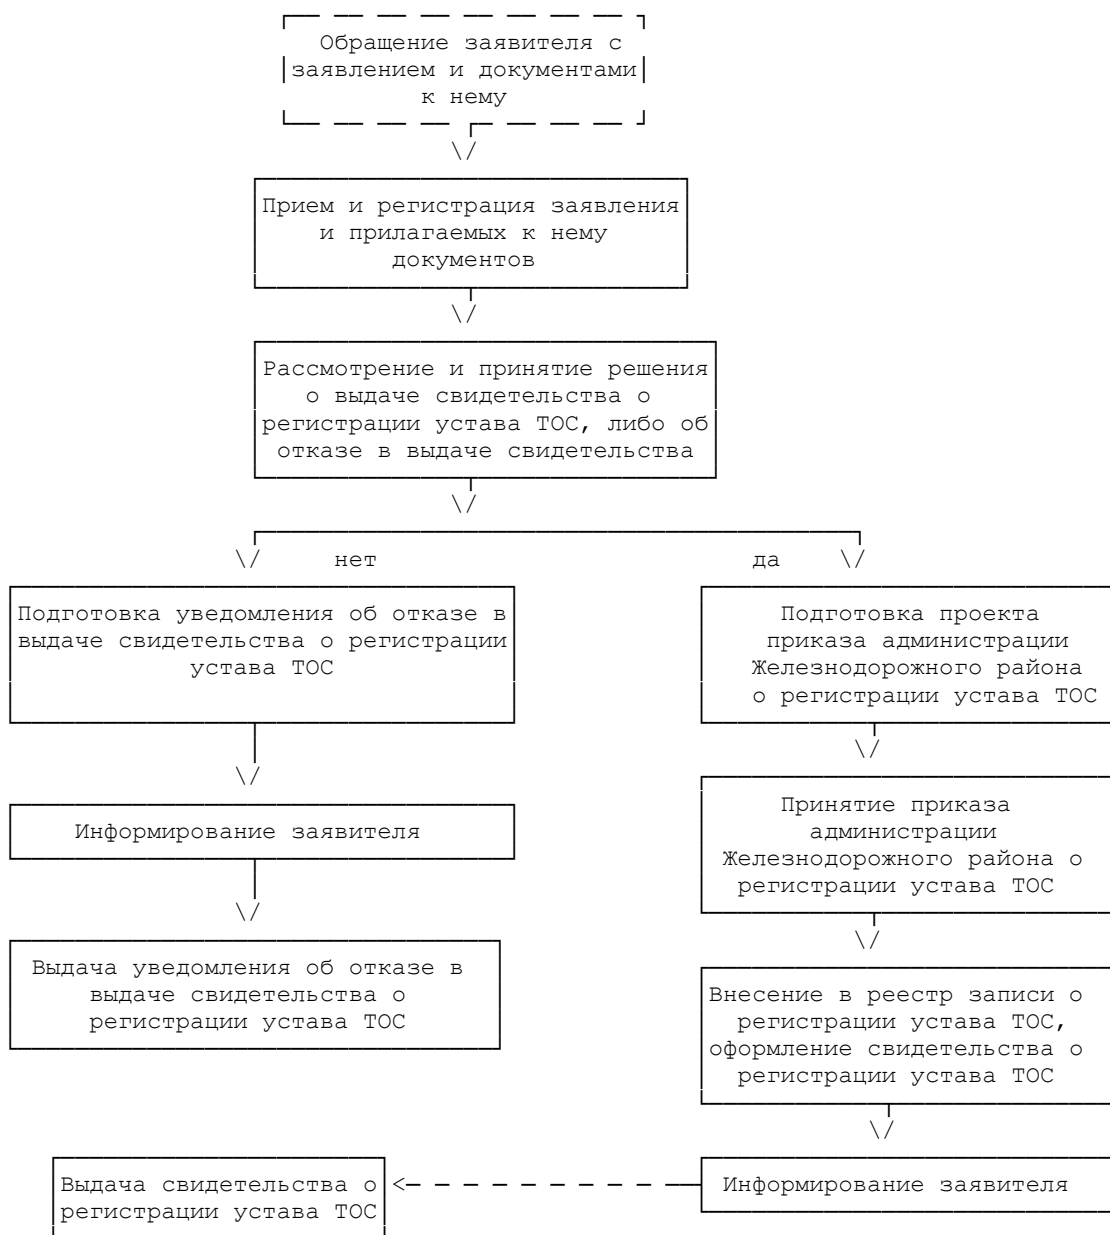 Обращение заявителя с
заявлением и документами
к нему
Прием и регистрация заявления
и прилагаемых к нему
документов
Рассмотрение и принятие решения
о выдаче свидетельства о
регистрации устава ТОС, либо об
отказе в выдаче свидетельства
нет
да
Подготовка уведомления об отказе в
выдаче свидетельства о регистрации
устава ТОС
Подготовка проекта
приказа администрации
Железнодорожного района
о регистрации устава ТОС
Информирование заявителя
Принятие приказа
администрации
Железнодорожного района о
регистрации устава ТОС
Выдача уведомления об отказе в
выдаче свидетельства о
регистрации устава ТОС
Внесение в реестр записи о
регистрации устава ТОС,
оформление свидетельства о
регистрации устава ТОС
Выдача свидетельства о
регистрации устава ТОС
Информирование заявителя